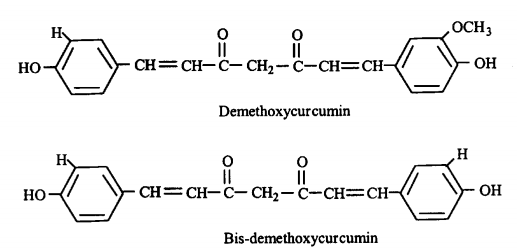 H O O OCH3
HO CH=CH-C-CH2-C-CH=CH OH
Demethoxycurcumin
H O O H
HO CH=CH-C-CH2-C-CH=CH OH
Bis-demethoxycurcumin